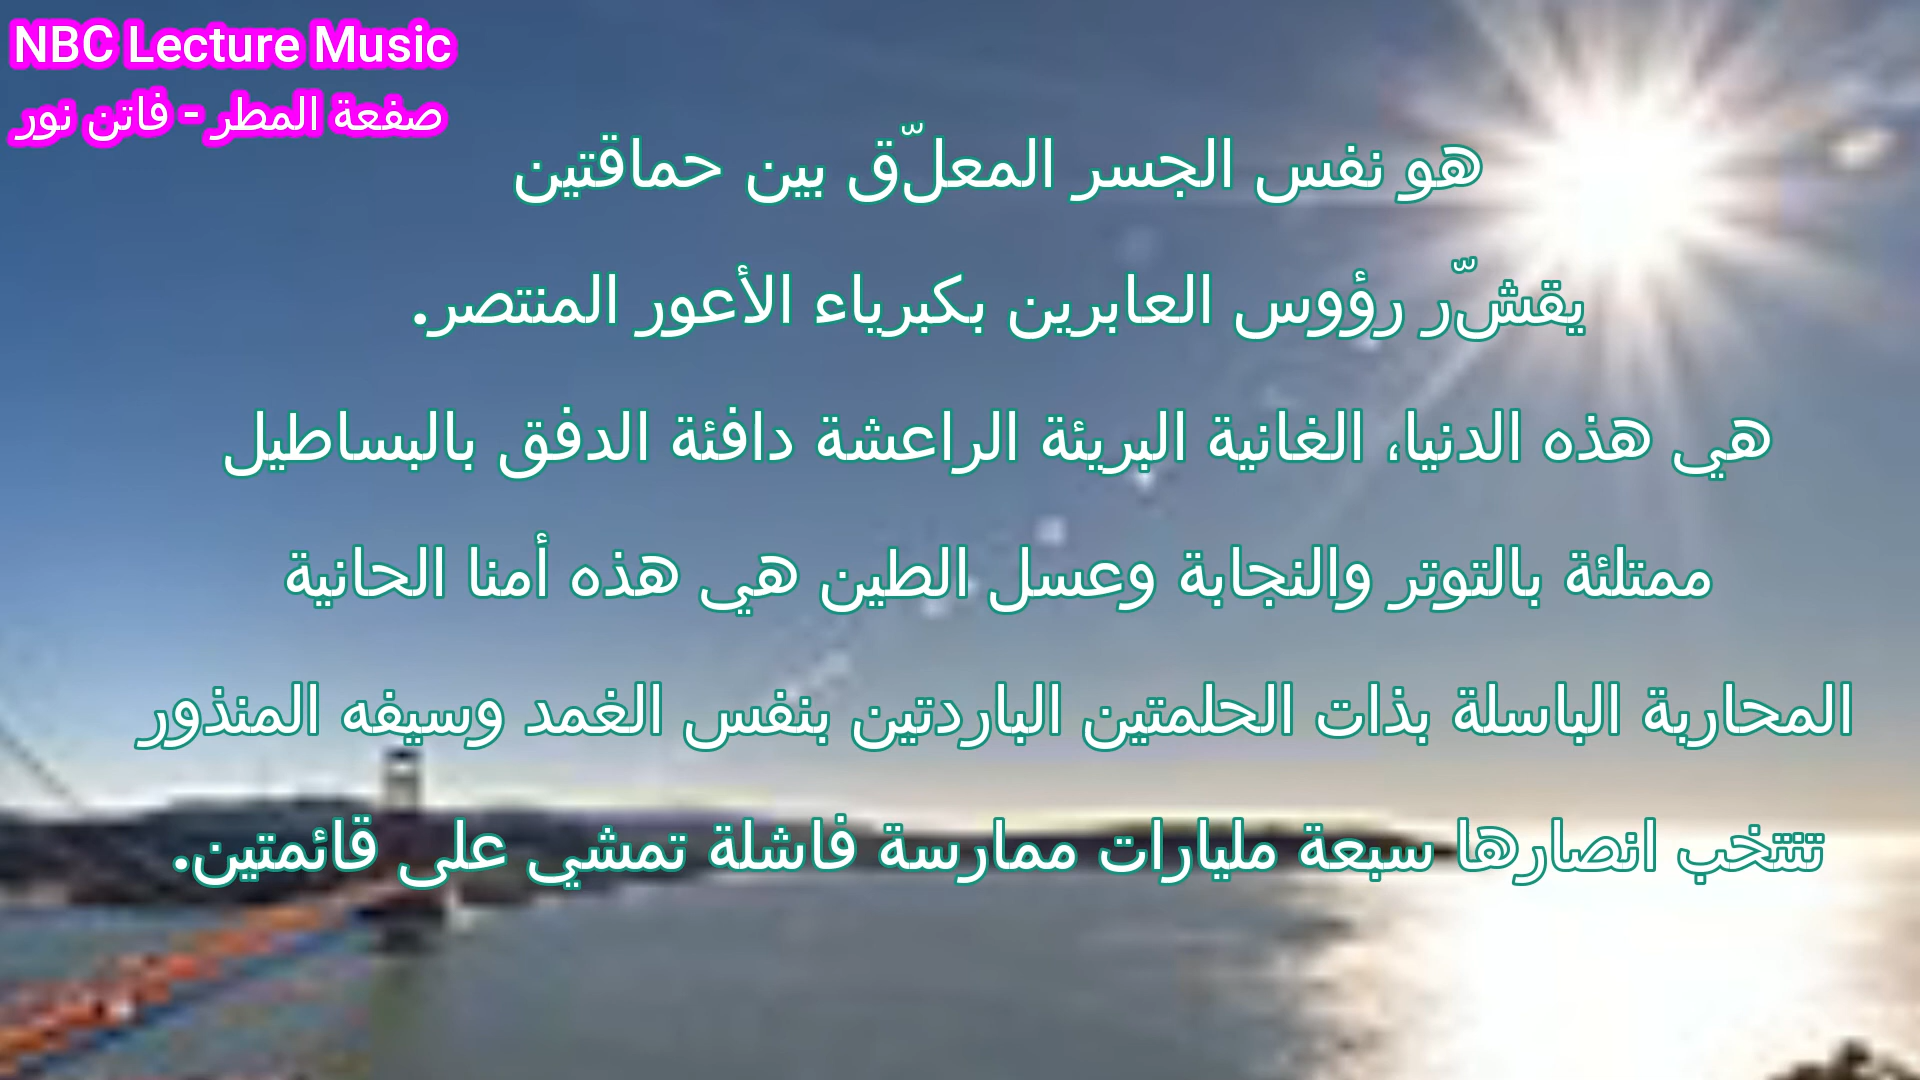 NBC Lecture Music
صفعة المطر - فاتن نور
هو نفس الجسر المعلّق بين حماقتين
يقشّر رؤوس العابرين بكبرياء الأعور المنتصر.
هي هذه الدنيا، الغانية البريئة الراعشة دافئة الدفق بالبساطيل
ممتلئة بالتوتر والنجابة وعسل الطين هي هذه أمنا الحانية
المحاربة الباسلة بذات الحلمتين الباردتين بنفس الغمد وسيفه المنذور
تنتخب انصارها سبعة مليارات ممارسة فاشلة تمشي على قائمتين.